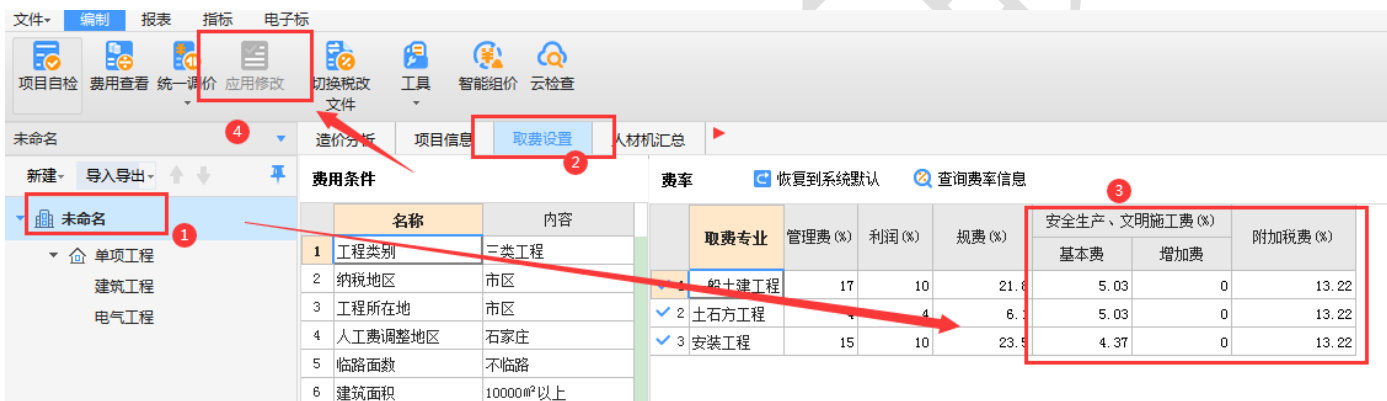 文件 编制 报表 指标 电子标
项目自检 费用查看 统一调价 应用修改 切换税改文件 工具 智能组价 云检查
未命名 4 造价分析 项目信息 取费设置 人材机汇总
2
新建 导入导出 费用条件 费率 恢复到系统默认 查询费率信息
3
未命名 1
名称 内容 取费专业 管理费(%) 利润(%) 规费(%) 安全生产、文明施工费(%) 附加税费(%)
基本费 增加费
单项工程 1 工程类别 三类工程 17 10 5.03 0 13.22
建筑工程 2 纳税地区 市区 2 土石方工程 4 5.03 0 13.22
电气工程 3 工程所在地 市区 3 安装工程 15 10 4.37 0 13.22
4 人工费调整地区 石家庄
5 临路面数 不临路
6 建筑面积 10000m²以上